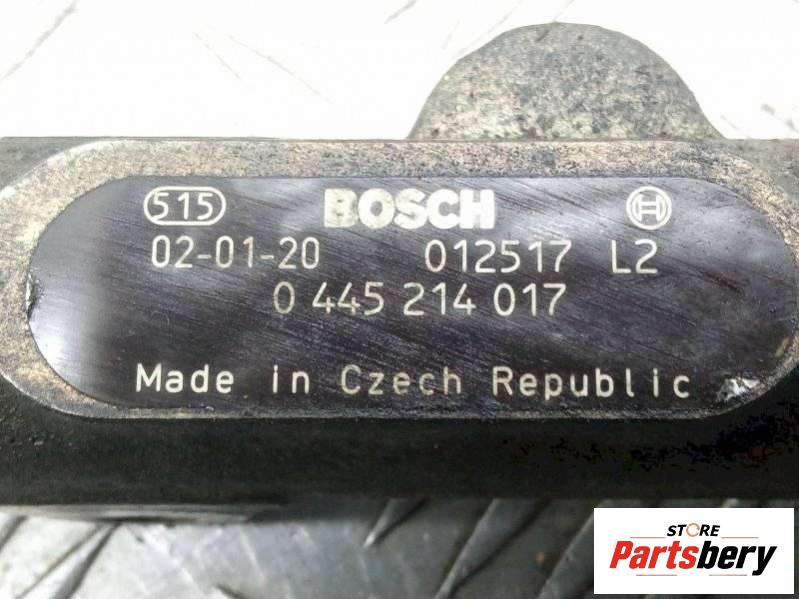 515 BOSCH
02-01-20 012517 L2
0 445 214 017
Made in Czech Republic
STORE
Partsbery